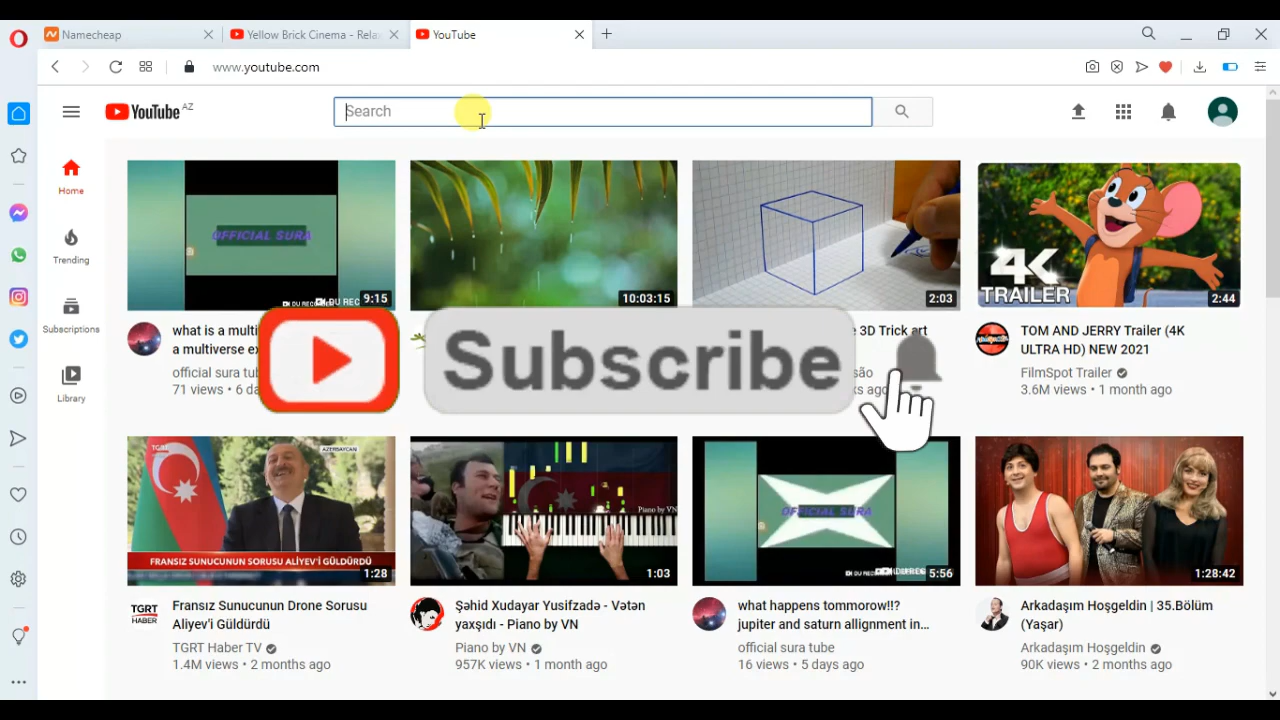 Namecheap
Yellow Brick Cinema - Rela
YouTube
www.youtube.com
YouTube AZ
Search
Home
Trending
Subscriptions
Library
OFFICIAL SURA
9:15
10:03:15
2:03
4K
TRAILER
2:44
what is a multi
a multiverse ex
official sura tu
71 views • 6 d
Subscribe
3D Trick art
TOM AND JERRY Trailer (4K
ULTRA HD) NEW 2021
FilmSpot Trailer
3.6M views • 1 month ago
TGRT
AZERBAYCAN
FRANSIZ SUNUCUNUN SORUSU ALİYEV'İ GÜLDÜRDÜ
1:28
Piano by VN
1:03
OFFICIAL SURA
5:56
1:28:42
TGRT
HABER
Fransız Sunucunun Drone Sorusu
Aliyev'i Güldürdü
TGRT Haber TV
1.4M views • 2 months ago
Şəhid Xudayar Yusifzadə - Vətən
yaxşıdı - Piano by VN
Piano by VN
957K views • 1 month ago
what happens tommorow!!?
jupiter and saturn allignment in...
official sura tube
16 views • 5 days ago
Arkadaşım Hoşgeldin | 35.Bölüm
(Yaşar)
Arkadaşım Hoşgeldin
90K views • 2 months ago